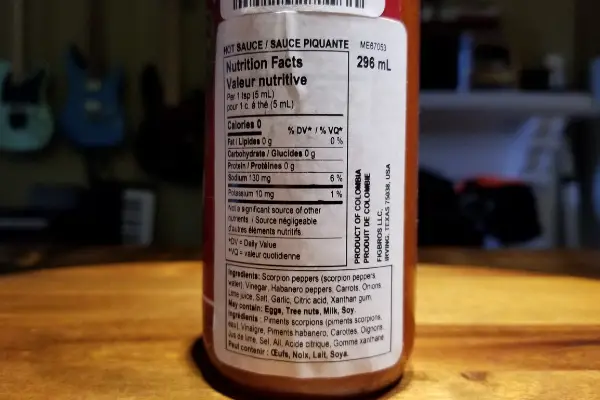 HOT SAUCE / SAUCE PIQUANTE
ME67053
Nutrition Facts
Valeur nutritive
Per 1 tsp (5 mL)
pour 1 c. à thé (5 mL)
296 mL
Calories 0
% DV* / % VQ*
Fat / Lipides 0 g 0 %
Carbohydrate / Glucides 0 g
Protein / Protéines 0 g
Sodium 130 mg 6 %
Potassium 10 mg 1 %
Not a significant source of other
nutrients / Source négligeable
d'autres éléments nutritifs
*DV = Daily Value
*VQ = valeur quotidienne
PRODUCT OF COLOMBIA
PRODUIT DE COLOMBIE
FIGBROS LLC.
IRVING, TEXAS 75038, USA
Ingredients: Scorpion peppers (scorpion peppers,
water), Vinegar, Habanero peppers, Carrots, Onions,
Lime juice, Salt, Garlic, Citric acid, Xanthan gum.
May contain: Eggs, Tree nuts, Milk, Soy.
Ingrédients : Piments scorpions (piments scorpions,
eau), Vinaigre, Piments habanero, Carottes, Oignons,
Jus de lime, Sel, Ail, Acide citrique, Gomme xanthane.
Peut contenir : Œufs, Noix, Lait, Soya.